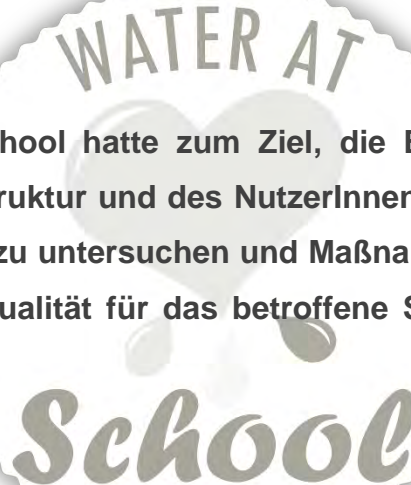 WATER AT
hool hatte zum Ziel, die
truktur und des NutzerInnen
zu untersuchen und Maßna
ualität für das betroffene S
School